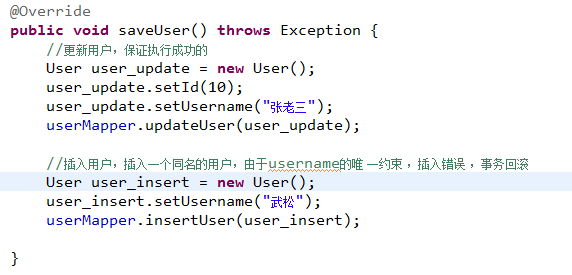 @Override
public void saveUser() throws Exception {
//更新用户，保证执行成功的
User user_update = new User();
user_update.setId(10);
user_update.setUsername("张老三");
userMapper.updateUser(user_update);
//插入用户，插入一个同名的用户，由于username的唯 一约束 ，插入错误 ，事务回滚
User user_insert = new User();
user_insert.setUsername("武松");
userMapper.insertUser(user_insert);
}